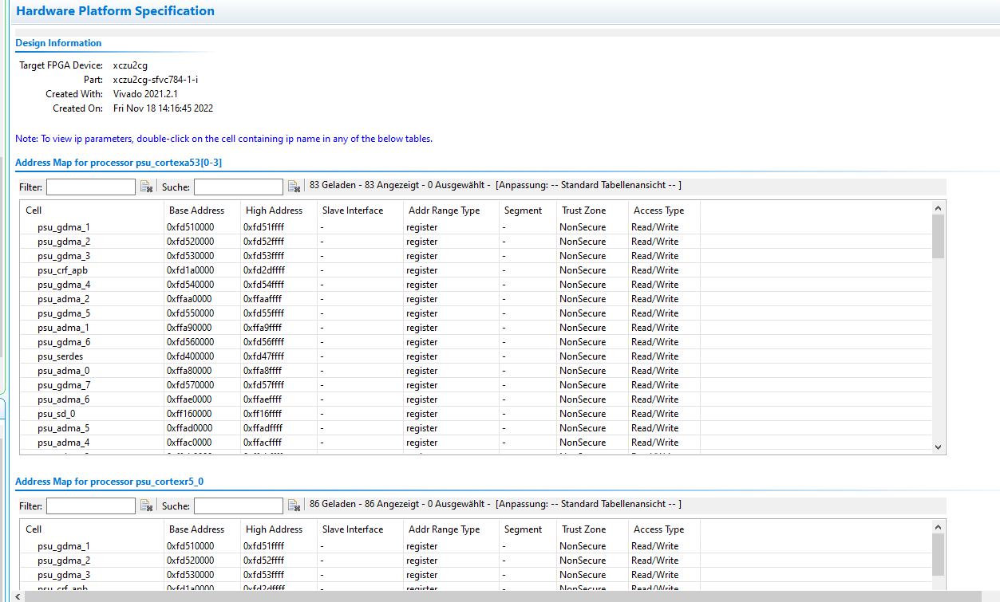 Hardware Platform Specification
Design Information
Target FPGA Device: xczu2cg
Part: xczu2cg-sfvc784-1-i
Created With: Vivado 2021.2.1
Created On: Fri Nov 18 14:16:45 2022
Note: To view ip parameters, double-click on the cell containing ip name in any of the below tables.
Address Map for processor psu_cortexa53[0-3]
Filter: Suche: 83 Geladen - 83 Angezeigt - 0 Ausgewählt - [Anpassung: -- Standard Tabellenansicht -- ]
Cell Base Address High Address Slave Interface Addr Range Type Segment Trust Zone Access Type
psu_gdma_1 0xfd510000 0xfd51ffff - register - NonSecure Read/Write
psu_gdma_2 0xfd520000 0xfd52ffff - register - NonSecure Read/Write
psu_gdma_3 0xfd530000 0xfd53ffff - register - NonSecure Read/Write
psu_crf_apb 0xfd1a0000 0xfd2dffff - register - NonSecure Read/Write
psu_gdma_4 0xfd540000 0xfd54ffff - register - NonSecure Read/Write
psu_adma_2 0xffaa0000 0xffaaffff - register - NonSecure Read/Write
psu_gdma_5 0xfd550000 0xfd55ffff - register - NonSecure Read/Write
psu_adma_1 0xffa90000 0xffa9ffff - register - NonSecure Read/Write
psu_gdma_6 0xfd560000 0xfd56ffff - register - NonSecure Read/Write
psu_serdes 0xfd400000 0xfd47ffff - register - NonSecure Read/Write
psu_adma_0 0xffa80000 0xffa8ffff - register - NonSecure Read/Write
psu_gdma_7 0xfd570000 0xfd57ffff - register - NonSecure Read/Write
psu_adma_6 0xffae0000 0xffaeffff - register - NonSecure Read/Write
psu_sd_0 0xff160000 0xff16ffff - register - NonSecure Read/Write
psu_adma_5 0xffad0000 0xffadffff - register - NonSecure Read/Write
psu_adma_4 0xffac0000 0xffacffff - register - NonSecure Read/Write
Address Map for processor psu_cortexr5_0
Filter: Suche: 86 Geladen - 86 Angezeigt - 0 Ausgewählt - [Anpassung: -- Standard Tabellenansicht -- ]
Cell Base Address High Address Slave Interface Addr Range Type Segment Trust Zone Access Type
psu_gdma_1 0xfd510000 0xfd51ffff - register - NonSecure Read/Write
psu_gdma_2 0xfd520000 0xfd52ffff - register - NonSecure Read/Write
psu_gdma_3 0xfd530000 0xfd53ffff - register - NonSecure Read/Write
psu_crf_apb 0xfd1a0000 0xfd2dffff - register - NonSecure Read/Write